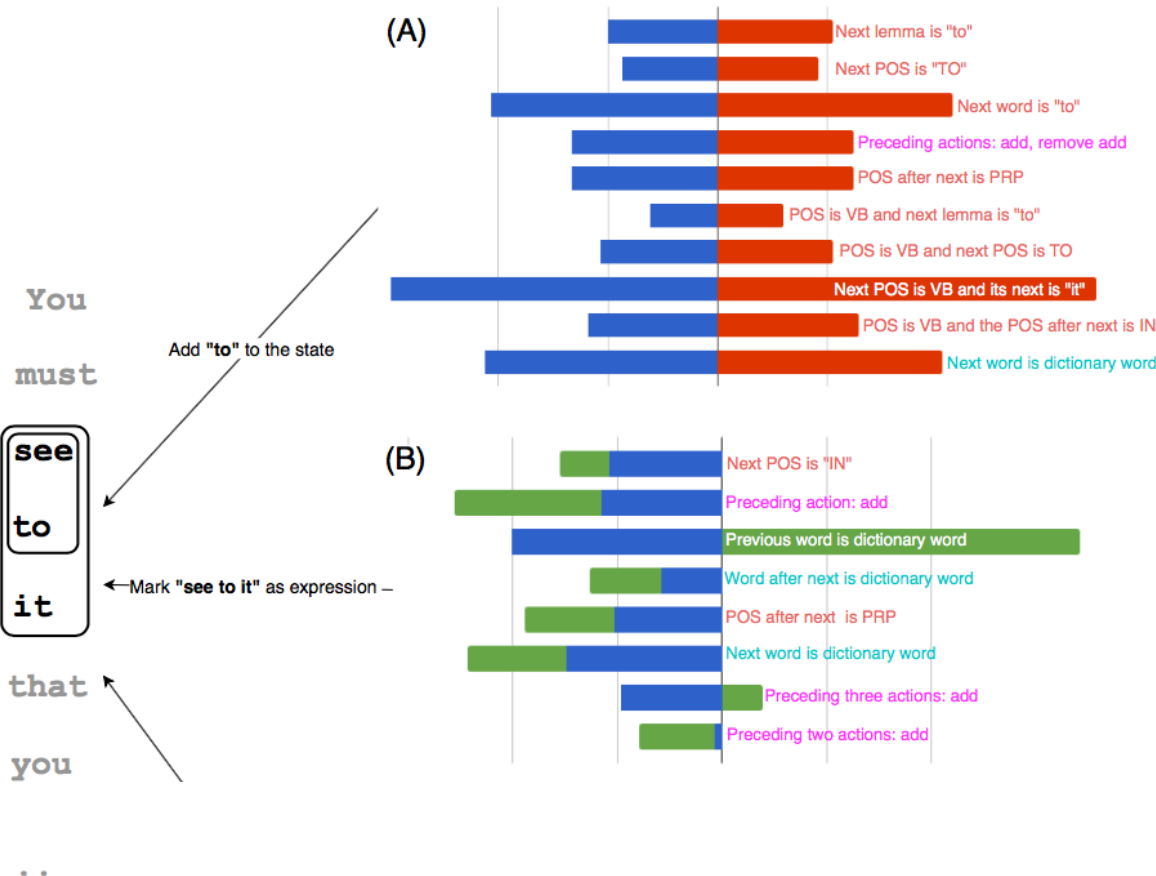 (A)
Next lemma is "to"
Next POS is "TO"
Next word is "to"
Preceding actions: add, remove add
POS after next is PRP
POS is VB and next lemma is "to"
POS is VB and next POS is TO
Next POS is VB and its next is "it"
POS is VB and the POS after next is IN
Next word is dictionary word
You
must
see
to
it
that
you
Add "to" to the state
Mark "see to it" as expression
(B)
Next POS is "IN"
Preceding action: add
Previous word is dictionary word
Word after next is dictionary word
POS after next is PRP
Next word is dictionary word
Preceding three actions: add
Preceding two actions: add